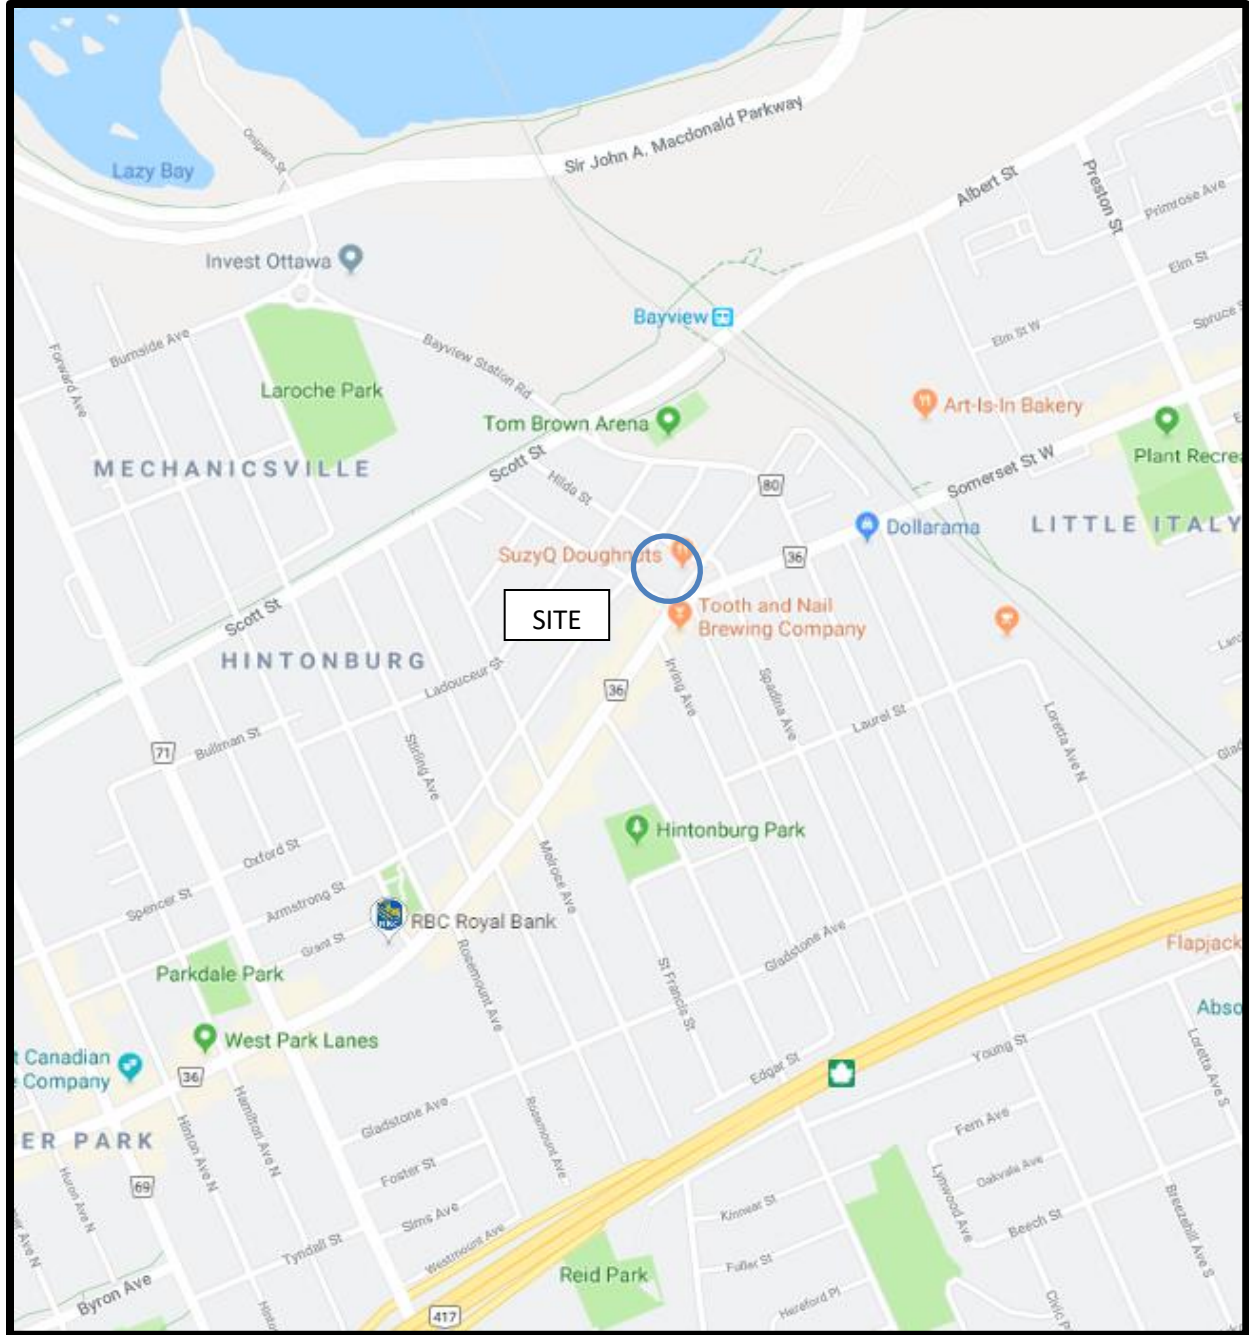 Sir John A. Macdonald Parkway
Onigam St
Lazy Bay
Albert St
Preston St
Primrose Ave
Invest Ottawa
Elm St
Bayview
Spruce S
Elm St W
Burnside Ave
Bayview Station Rd
Forward Ave
Laroche Park
Art-Is-In Bakery
Tom Brown Arena
Plant Recrea
MECHANICSVILLE
Scott St
Somerset St W
Hilda St
80
Dollarama
LITTLE ITALY
SuzyQ Doughnuts
36
SITE
Tooth and Nail
Brewing Company
Scott St
HINTONBURG
Ladouceur St
36
Irving Ave
Spadina Ave
Laurel St
Loretta Ave N
71
Bullman St
Stirling Ave
Glad
Hintonburg Park
Oxford St
Melrose Ave
Spencer St
Armstrong St
RBC
RBC Royal Bank
Grant St
Gladstone Ave
Flapjack
Parkdale Park
Rosemount Ave
St Francis St
Abso
West Park Lanes
t Canadian
e Company
36
Edgar St
Young St
Loretta Ave S
Hamilton Ave N
Gladstone Ave
Rosemount Ave
Fern Ave
ER PARK
Hinton Ave N
Foster St
Oakvale Ave
Lynwood Ave
69
Huron Ave N
Sims Ave
Kinnear St
Beech St
Breezehill Ave S
Tyndall St
Westmount Ave
Fuller St
Reid Park
Byron Ave
Hereford Pl
Civic P
417